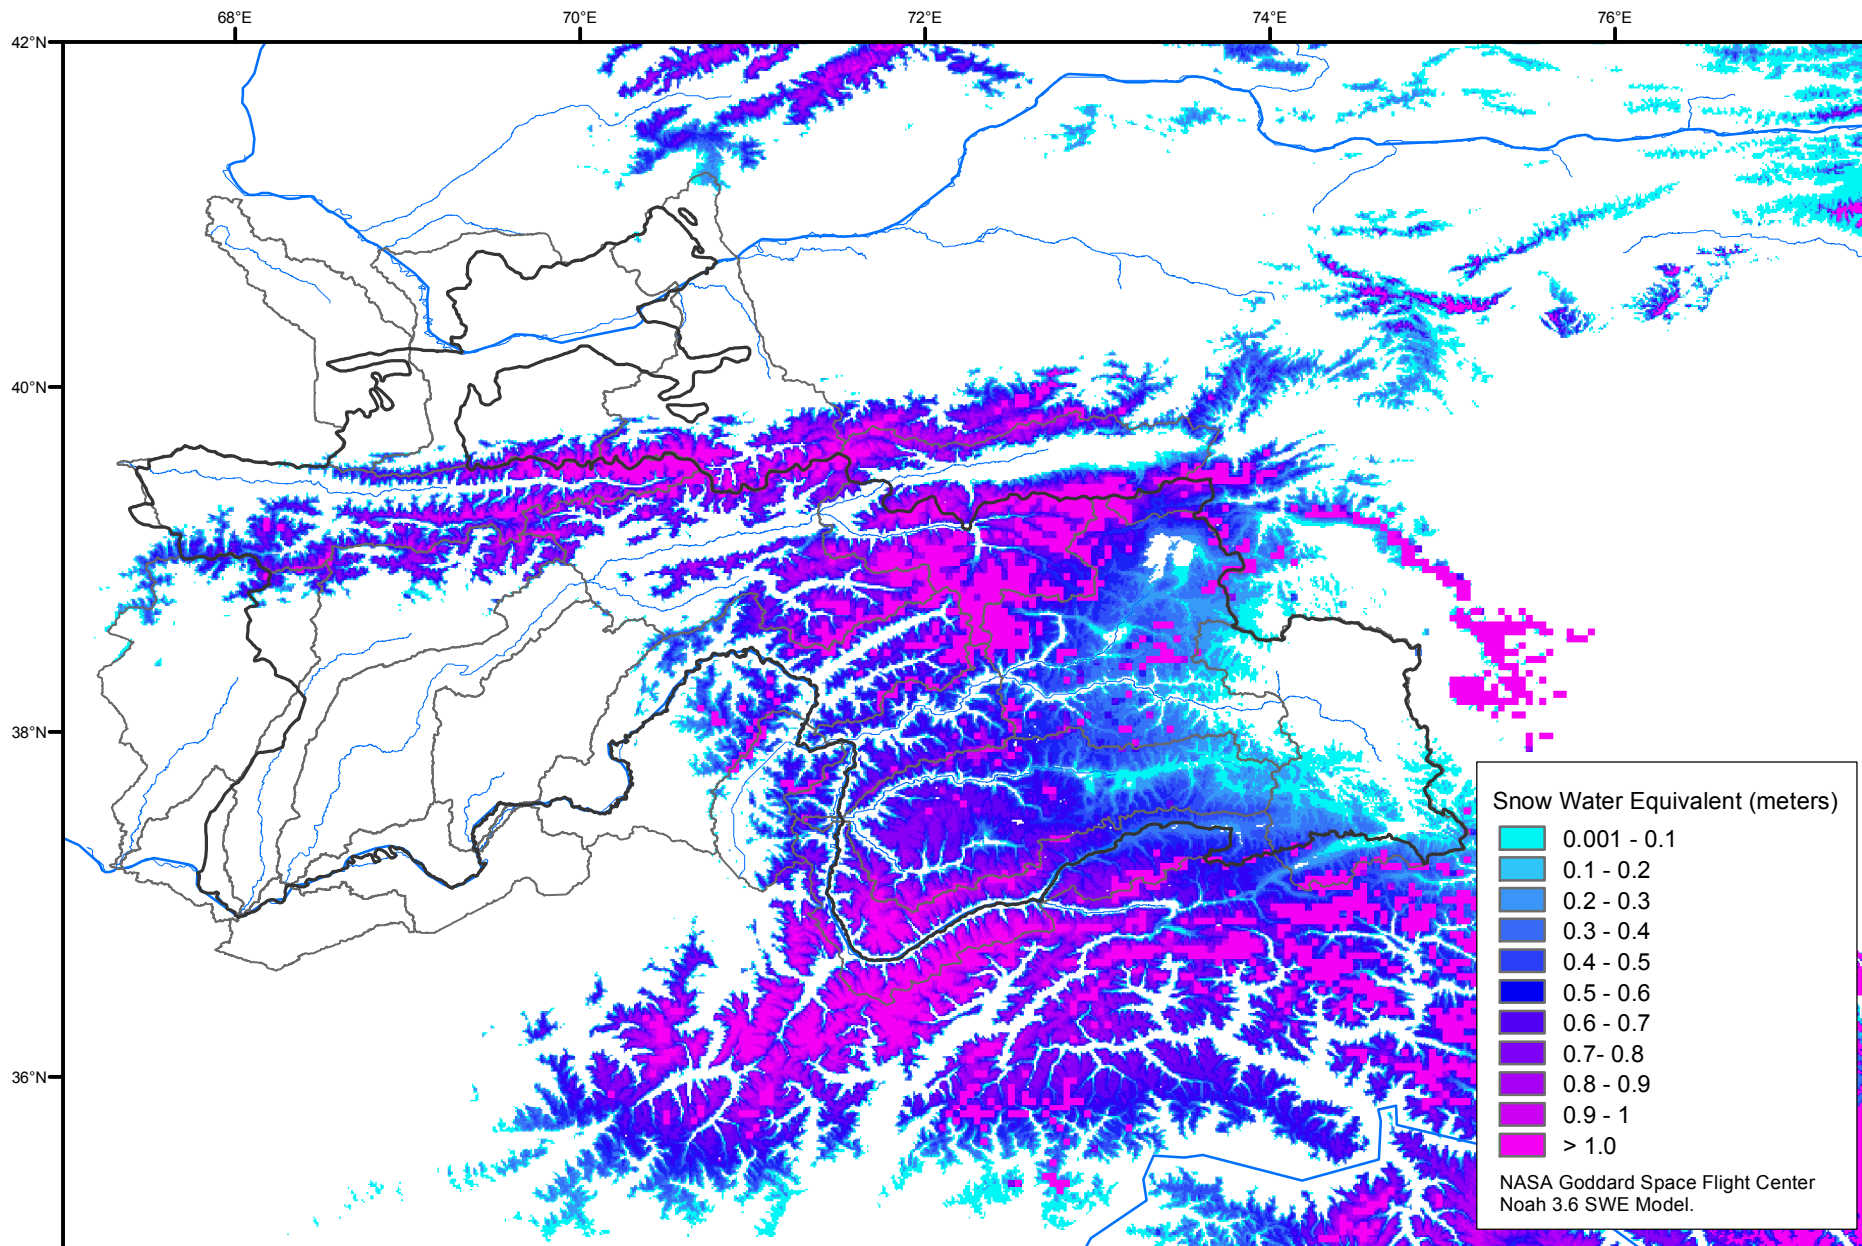 68°E
70°E
72°E
74°E
76°E
42°N
40°N
38°N
36°N
Snow Water Equivalent (meters)
0.001 - 0.1
0.1 - 0.2
0.2 - 0.3
0.3 - 0.4
0.4 - 0.5
0.5 - 0.6
0.6 - 0.7
0.7- 0.8
0.8 - 0.9
0.9 - 1
> 1.0
NASA Goddard Space Flight Center
Noah 3.6 SWE Model.